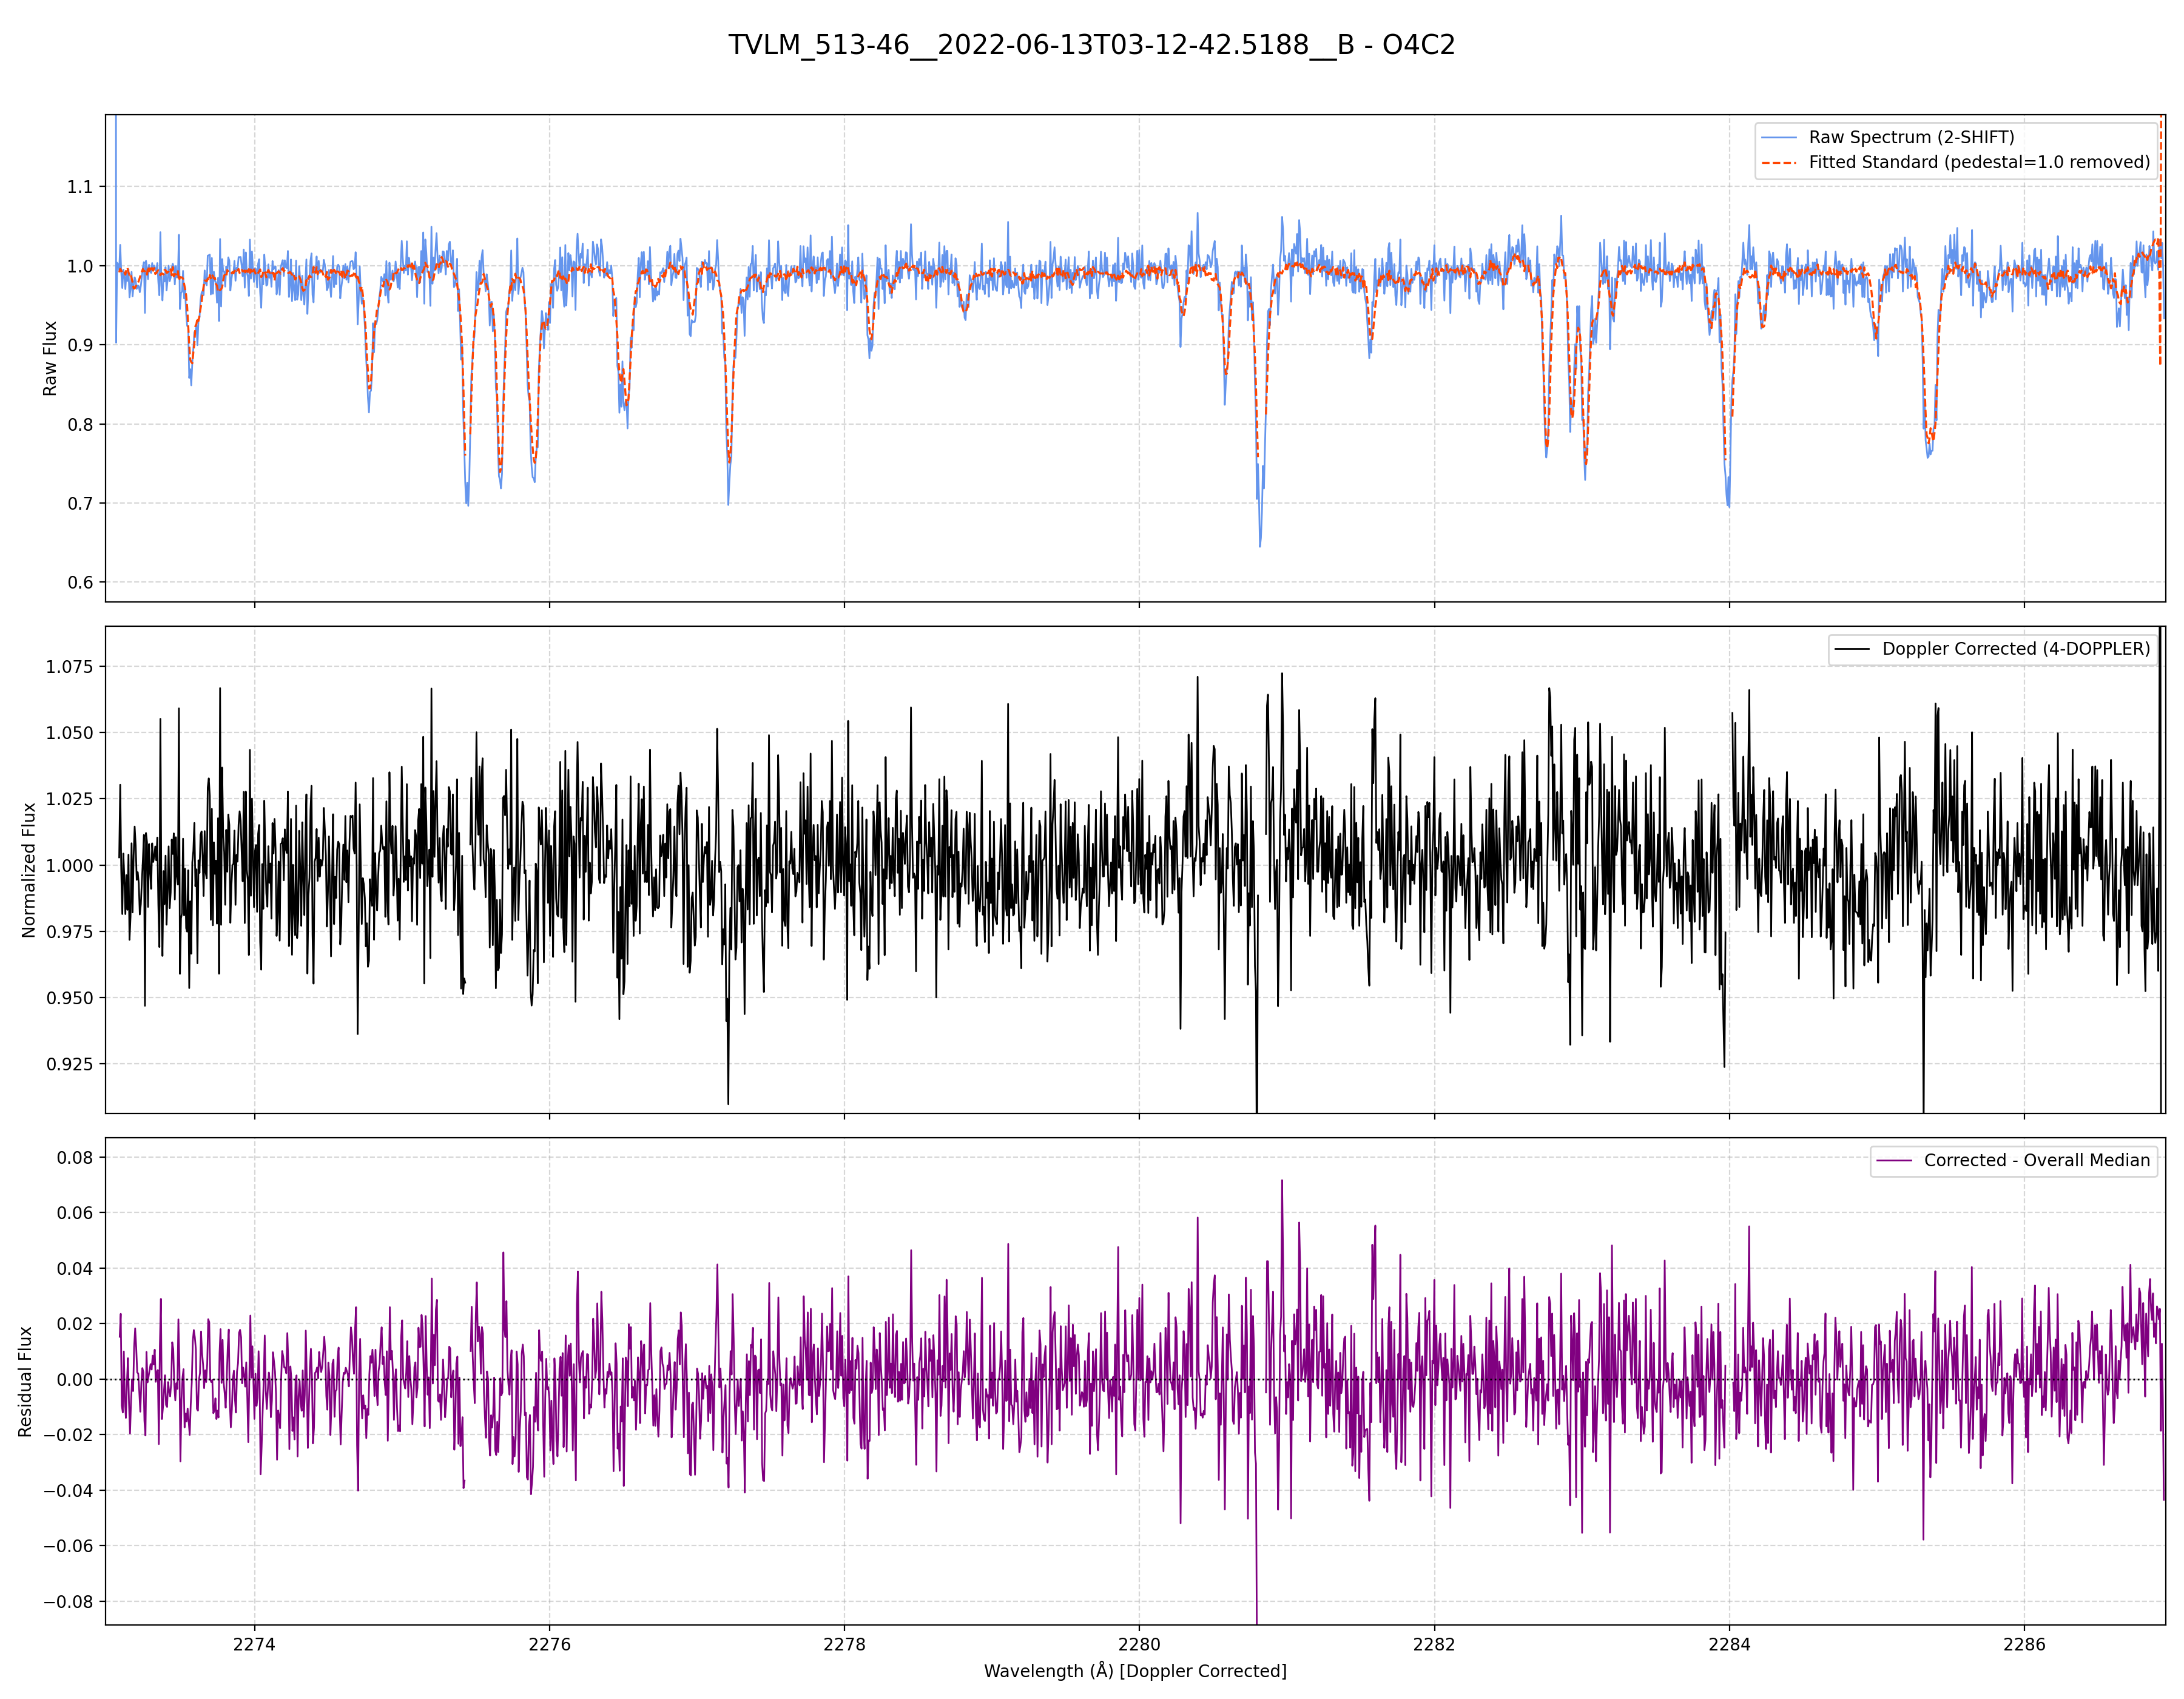 TVLM_513-46__2022-06-13T03-12-42.5188__B - O4C2
Raw Spectrum (2-SHIFT)
Fitted Standard (pedestal=1.0 removed)
1.1
1.0
0.9
0.8
0.7
0.6
Raw Flux
Doppler Corrected (4-DOPPLER)
1.075
1.050
1.025
1.000
0.975
0.950
0.925
Normalized Flux
Corrected - Overall Median
0.08
0.06
0.04
0.02
0.00
−0.02
−0.04
−0.06
−0.08
Residual Flux
2274 2276 2278 2280 2282 2284 2286
Wavelength (Å) [Doppler Corrected]